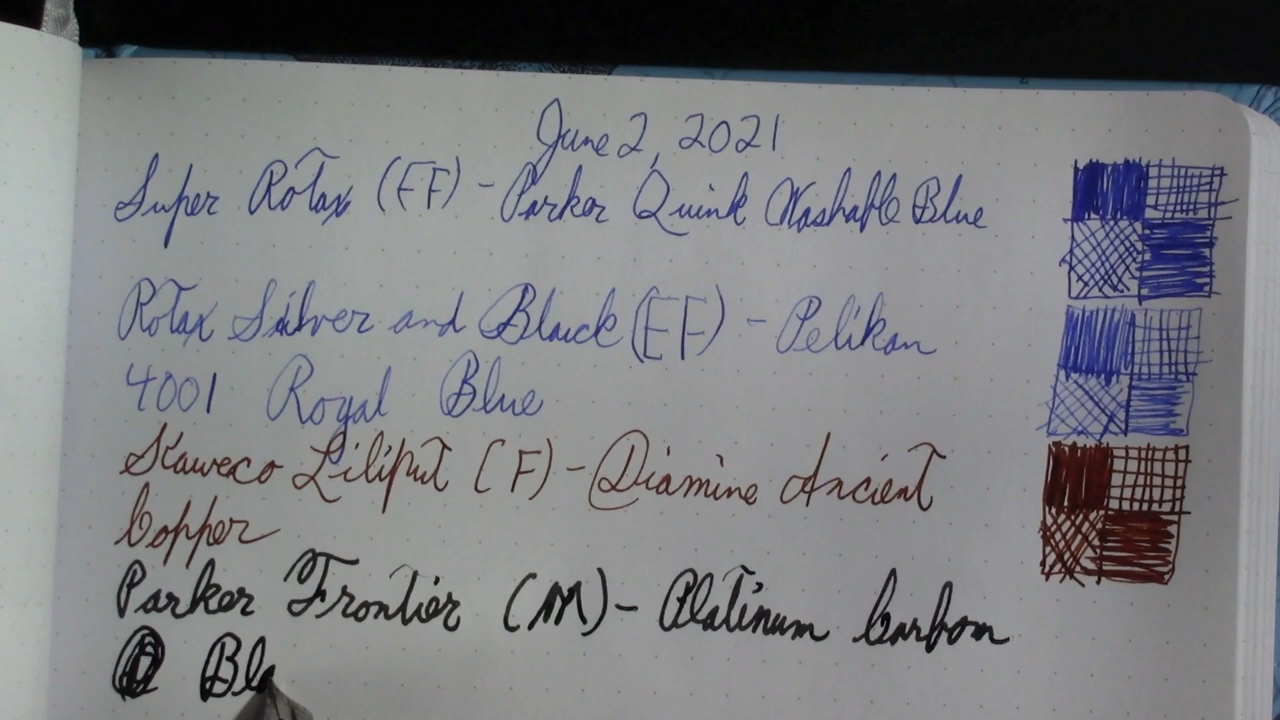 June 2, 2021
Super Rotax (EF) - Parker Quink Washable Blue
Rotax Silver and Black (EF) - Pelikan
4001 Royal Blue
Kaweco Liliput (F) - Diamine Ancient
Copper
Parker Frontier (M) - Platinum Carbon
Bla